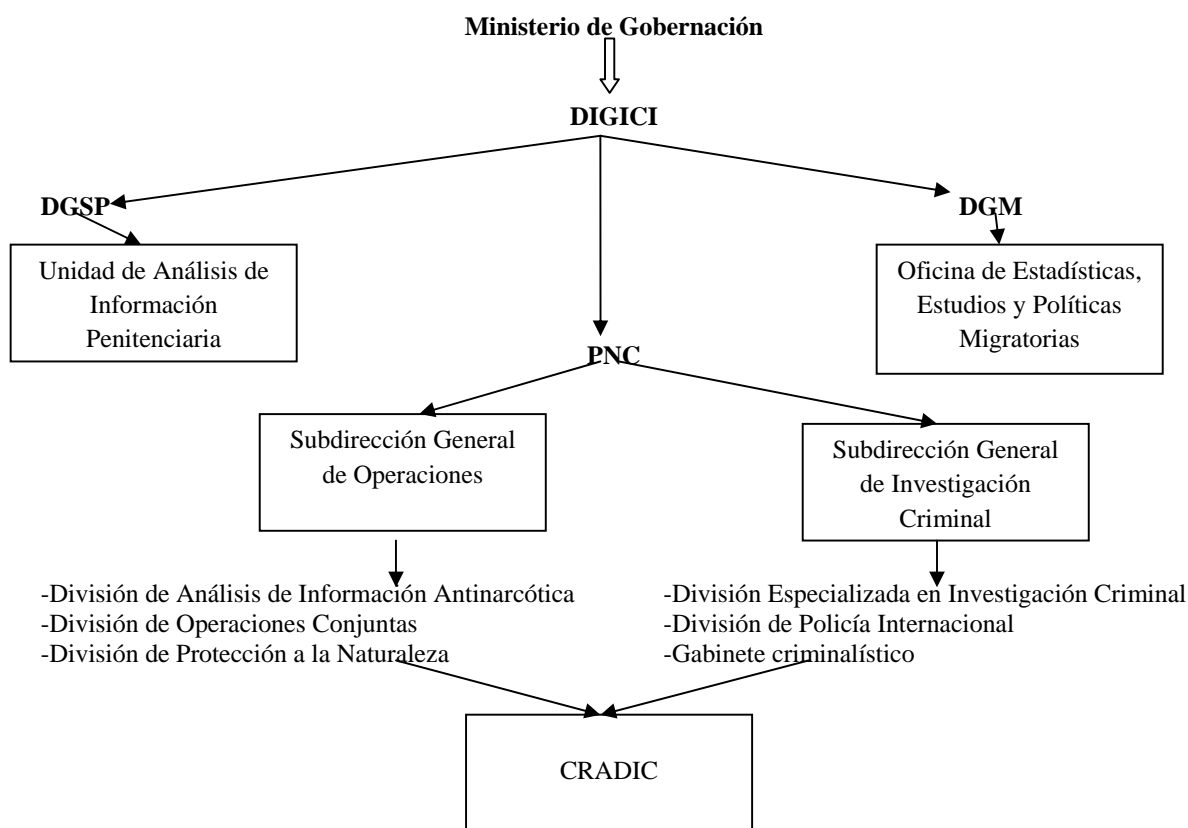 Ministerio de Gobernación
DIGICI
DGSP
DGM
Unidad de Análisis de
Información
Penitenciaria
Oficina de Estadísticas,
Estudios y Políticas
Migratorias
PNC
Subdirección General
de Operaciones
Subdirección General
de Investigación
Criminal
-División de Análisis de Información Antinarcótica
-División de Operaciones Conjuntas
-División de Protección a la Naturaleza
-División Especializada en Investigación Criminal
-División de Policía Internacional
-Gabinete criminalístico
CRADIC